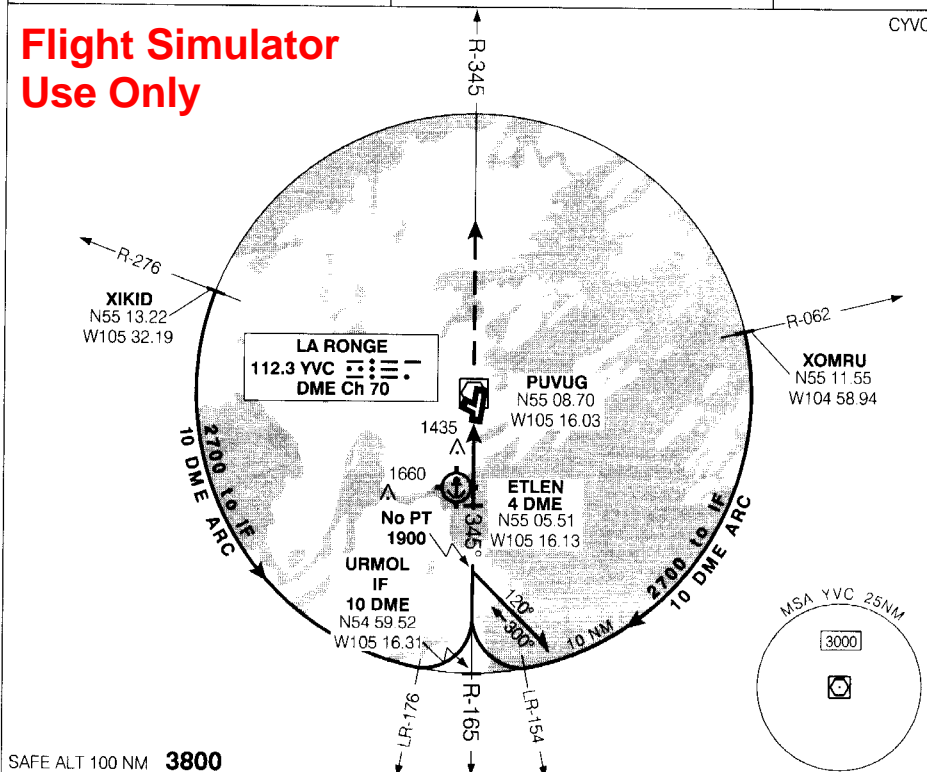 CYVC
Flight Simulator
Use Only
R-345
R-276
XIKID
N55 13.22
W105 32.19
R-062
XOMRU
N55 11.55
W104 58.94
LA RONGE
112.3 YVC
DME Ch 70
PUVUG
N55 08.70
W105 16.03
1435
1660
ETLEN
4 DME
N55 05.51
W105 16.13
No PT
1900
345°
URMOL
IF
10 DME
N54 59 52
W105 16.31
120°
300°
10 NM
2700 to IF
10 DME ARC
2700 to IF
10 DME ARC
LR-176
R-165
LR-154
MSA YVC 25NM
3000
SAFE ALT 100 NM 3800